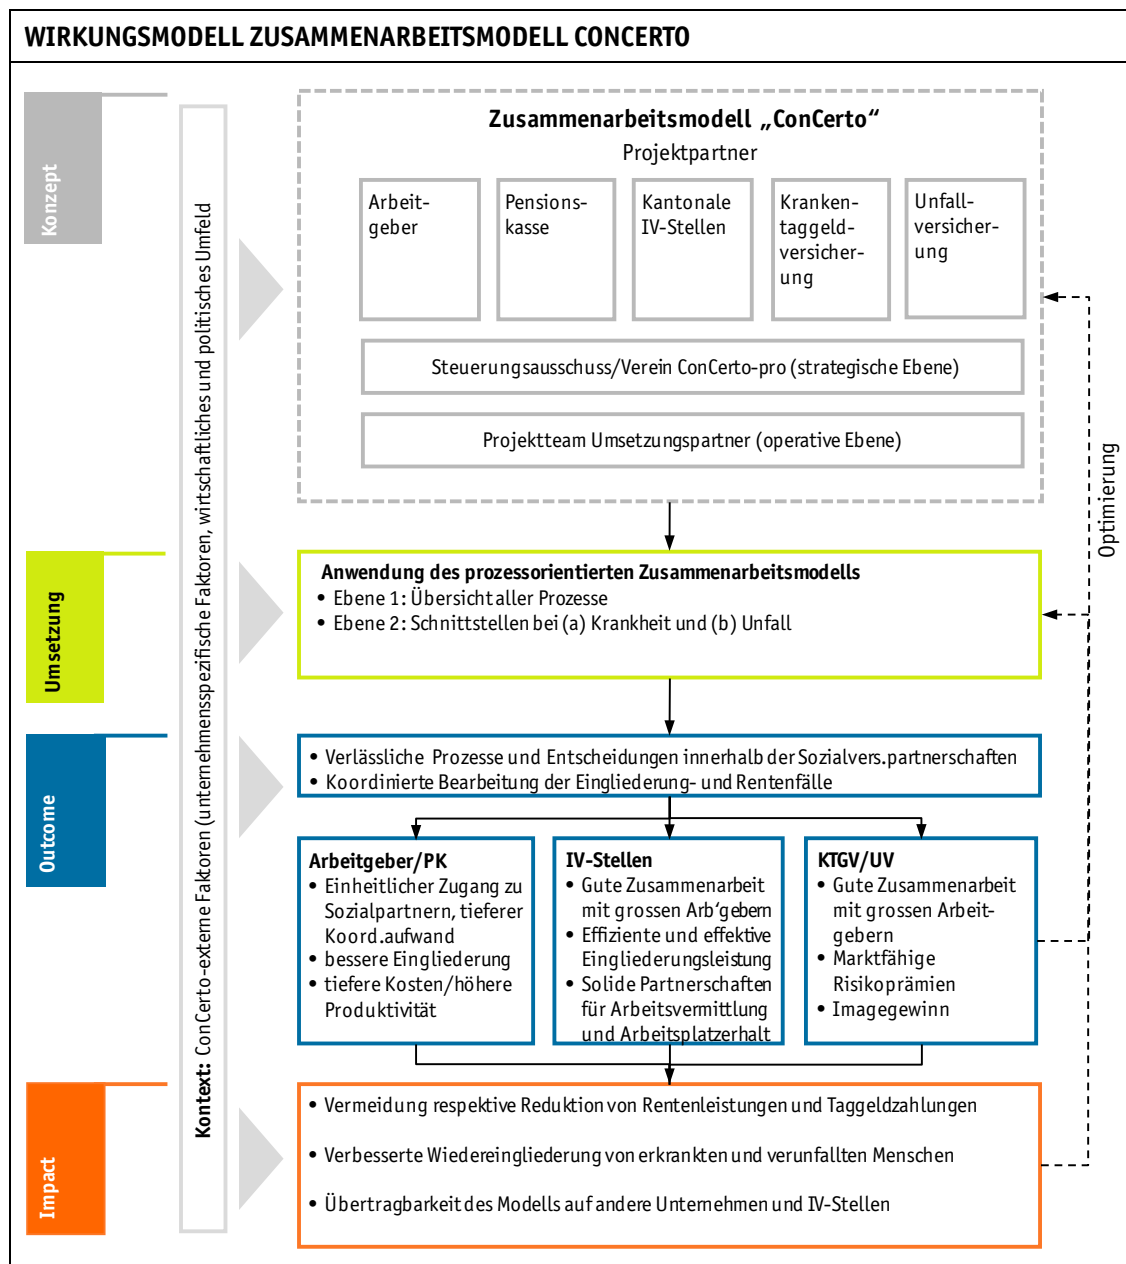 WIRKUNGSMODELL ZUSAMMENARBEITSMODELL CONCERTO
Konzept
Kontext: ConCerto-externe Faktoren (unternehmensspezifische Faktoren, wirtschaftliches und politisches Umfeld
Zusammenarbeitsmodell „ConCerto“
Projektpartner
Arbeit-
geber
Pensions-
kasse
Kantonale
IV-Stellen
Kranken-
taggeld-
versicher-
ung
Unfall-
versicher-
ung
Steuerungsausschuss/Verein ConCerto-pro (strategische Ebene)
Projektteam Umsetzungspartner (operative Ebene)
Optimierung
Umsetzung
Anwendung des prozessorientierten Zusammenarbeitsmodells
• Ebene 1: Übersicht aller Prozesse
• Ebene 2: Schnittstellen bei (a) Krankheit und (b) Unfall
Outcome
• Verlässliche Prozesse und Entscheidungen innerhalb der Sozialvers.partnerschaften
• Koordinierte Bearbeitung der Eingliederung- und Rentenfälle
Arbeitgeber/PK
• Einheitlicher Zugang zu
Sozialpartnern, tieferer
Koord.aufwand
• bessere Eingliederung
• tiefere Kosten/höhere
Produktivität
IV-Stellen
• Gute Zusammenarbeit
mit grossen Arb‘gebern
• Effiziente und effektive
Eingliederungsleistung
• Solide Partnerschaften
für Arbeitsvermittlung
und Arbeitsplatzerhalt
KTGV/UV
• Gute Zusammenarbeit
mit grossen Arbeit-
gebern
• Marktfähige
Risikoprämien
• Imagegewinn
Impact
• Vermeidung respektive Reduktion von Rentenleistungen und Taggeldzahlungen
• Verbesserte Wiedereingliederung von erkrankten und verunfallten Menschen
• Übertragbarkeit des Modells auf andere Unternehmen und IV-Stellen